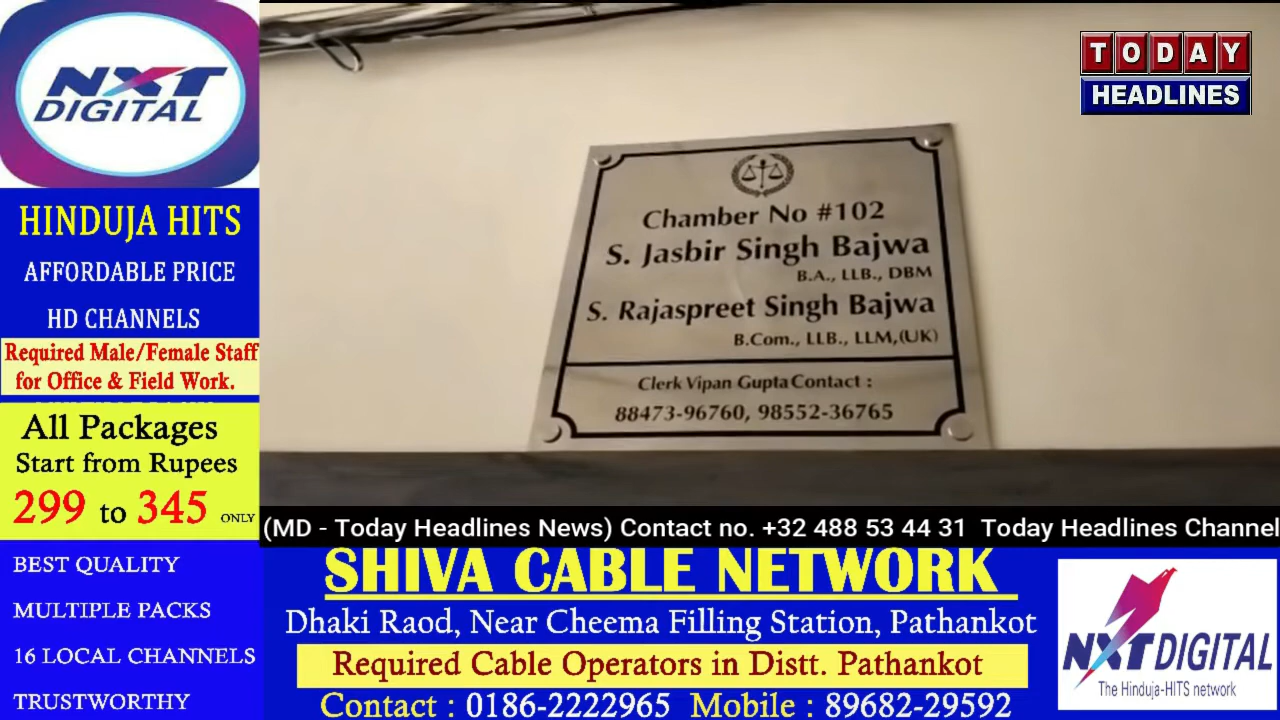 NXT
DIGITAL
HINDUJA HITS
AFFORDABLE PRICE
HD CHANNELS
Required Male/Female Staff
for Office & Field Work.
All Packages
Start from Rupees
299 to 345 ONLY
BEST QUALITY
MULTIPLE PACKS
16 LOCAL CHANNELS
TRUSTWORTHY
TODAY
HEADLINES
Chamber No #102
S. Jasbir Singh Bajwa
B.A., LLB., DBM
S. Rajaspreet Singh Bajwa
B.Com., LLB., LLM,(UK)
Clerk Vipan Gupta Contact :
88473-96760, 98552-36765
(MD - Today Headlines News) Contact no. +32 488 53 44 31 Today Headlines Channel
SHIVA CABLE NETWORK
Dhaki Raod, Near Cheema Filling Station, Pathankot
Required Cable Operators in Distt. Pathankot
Contact : 0186-2222965 Mobile : 89682-29592
NXT DIGITAL
The Hinduja-HITS network